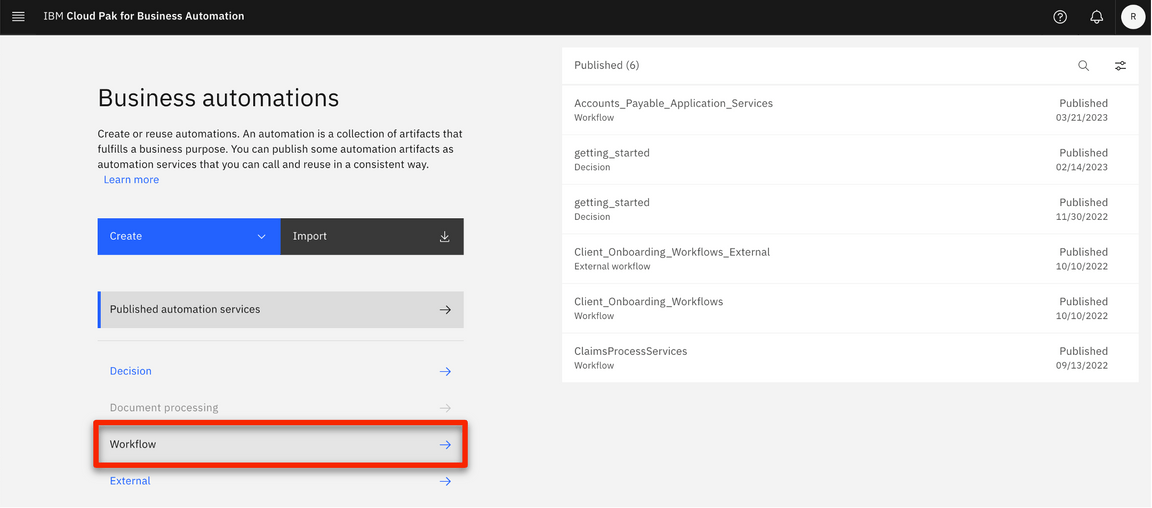 IBM Cloud Pak for Business Automation
R
Business automations
Create or reuse automations. An automation is a collection of artifacts that
fulfills a business purpose. You can publish some automation artifacts as
automation services that you can call and reuse in a consistent way.
Learn more
Create
Import
Published automation services
Decision
Document processing
Workflow
External
Published (6)
Accounts_Payable_Application_Services Published
Workflow 03/21/2023
getting_started Published
Decision 02/14/2023
getting_started Published
Decision 11/30/2022
Client_Onboarding_Workflows_External Published
External workflow 10/10/2022
Client_Onboarding_Workflows Published
Workflow 10/10/2022
ClaimsProcessServices Published
Workflow 09/13/2022